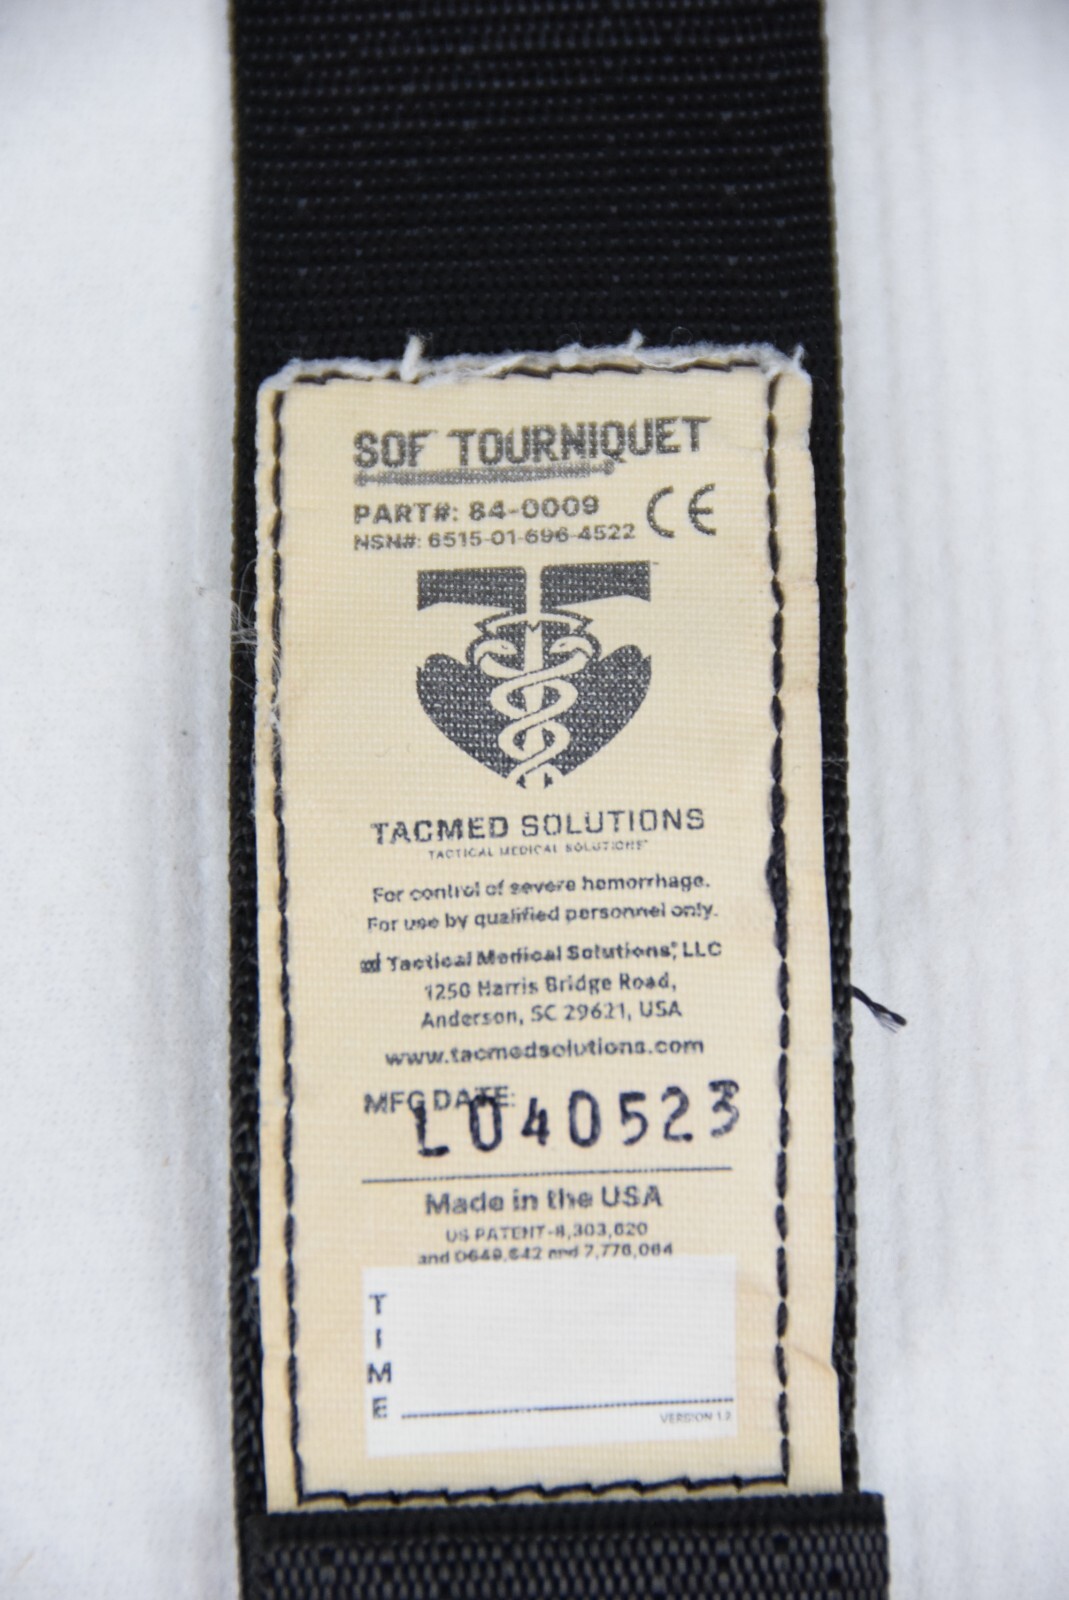 SOF TOURNIQUET
PART#: 84-0009 CE
NSN#: 6515-01-696-4522
TACMED SOLUTIONS
TACTICAL MEDICAL SOLUTIONS
For control of severe hemorrhage.
For use by qualified personnel only.
Tactical Medical Solutions, LLC
1250 Harris Bridge Road,
Anderson, SC 29621, USA
www.tacmedsolutions.com
MFG DATE: L040523
Made in the USA
US PATENT-8,303,620
and D649,642 and 7,776,064
TIME
VERSION 1.2